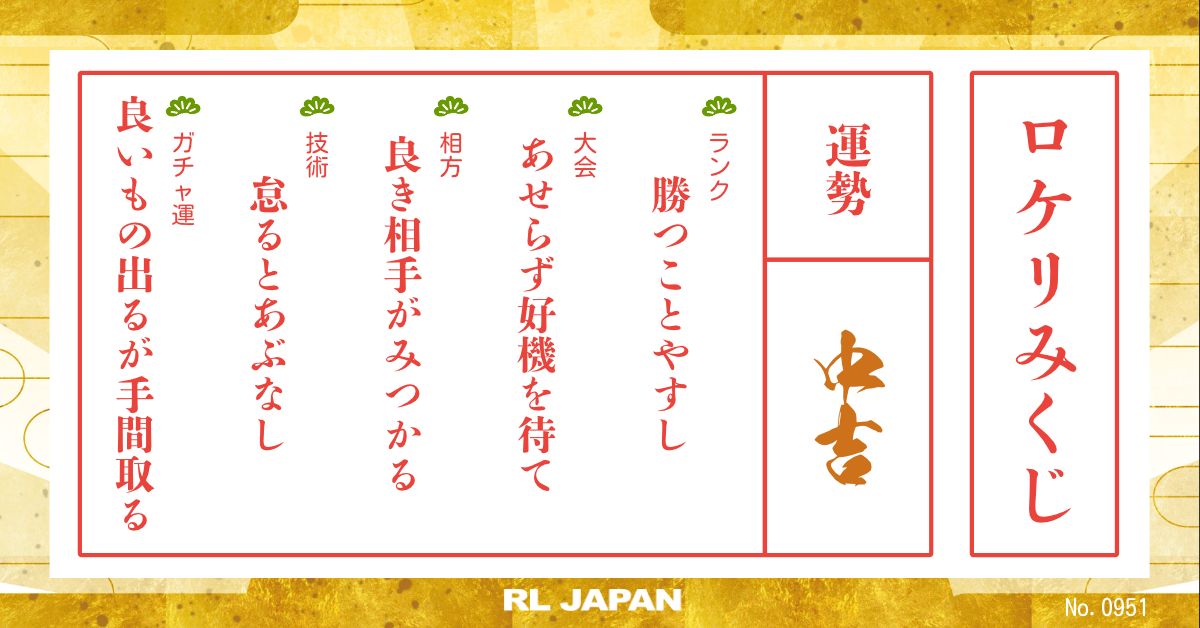 ロケリみくじ
運勢
中吉
ランク
勝つことやすし
大会
あせらず好機を待て
相方
良き相手がみつかる
技術
怠るとあぶなし
ガチャ運
良いもの出るが手間取る
RL JAPAN
No. 0951